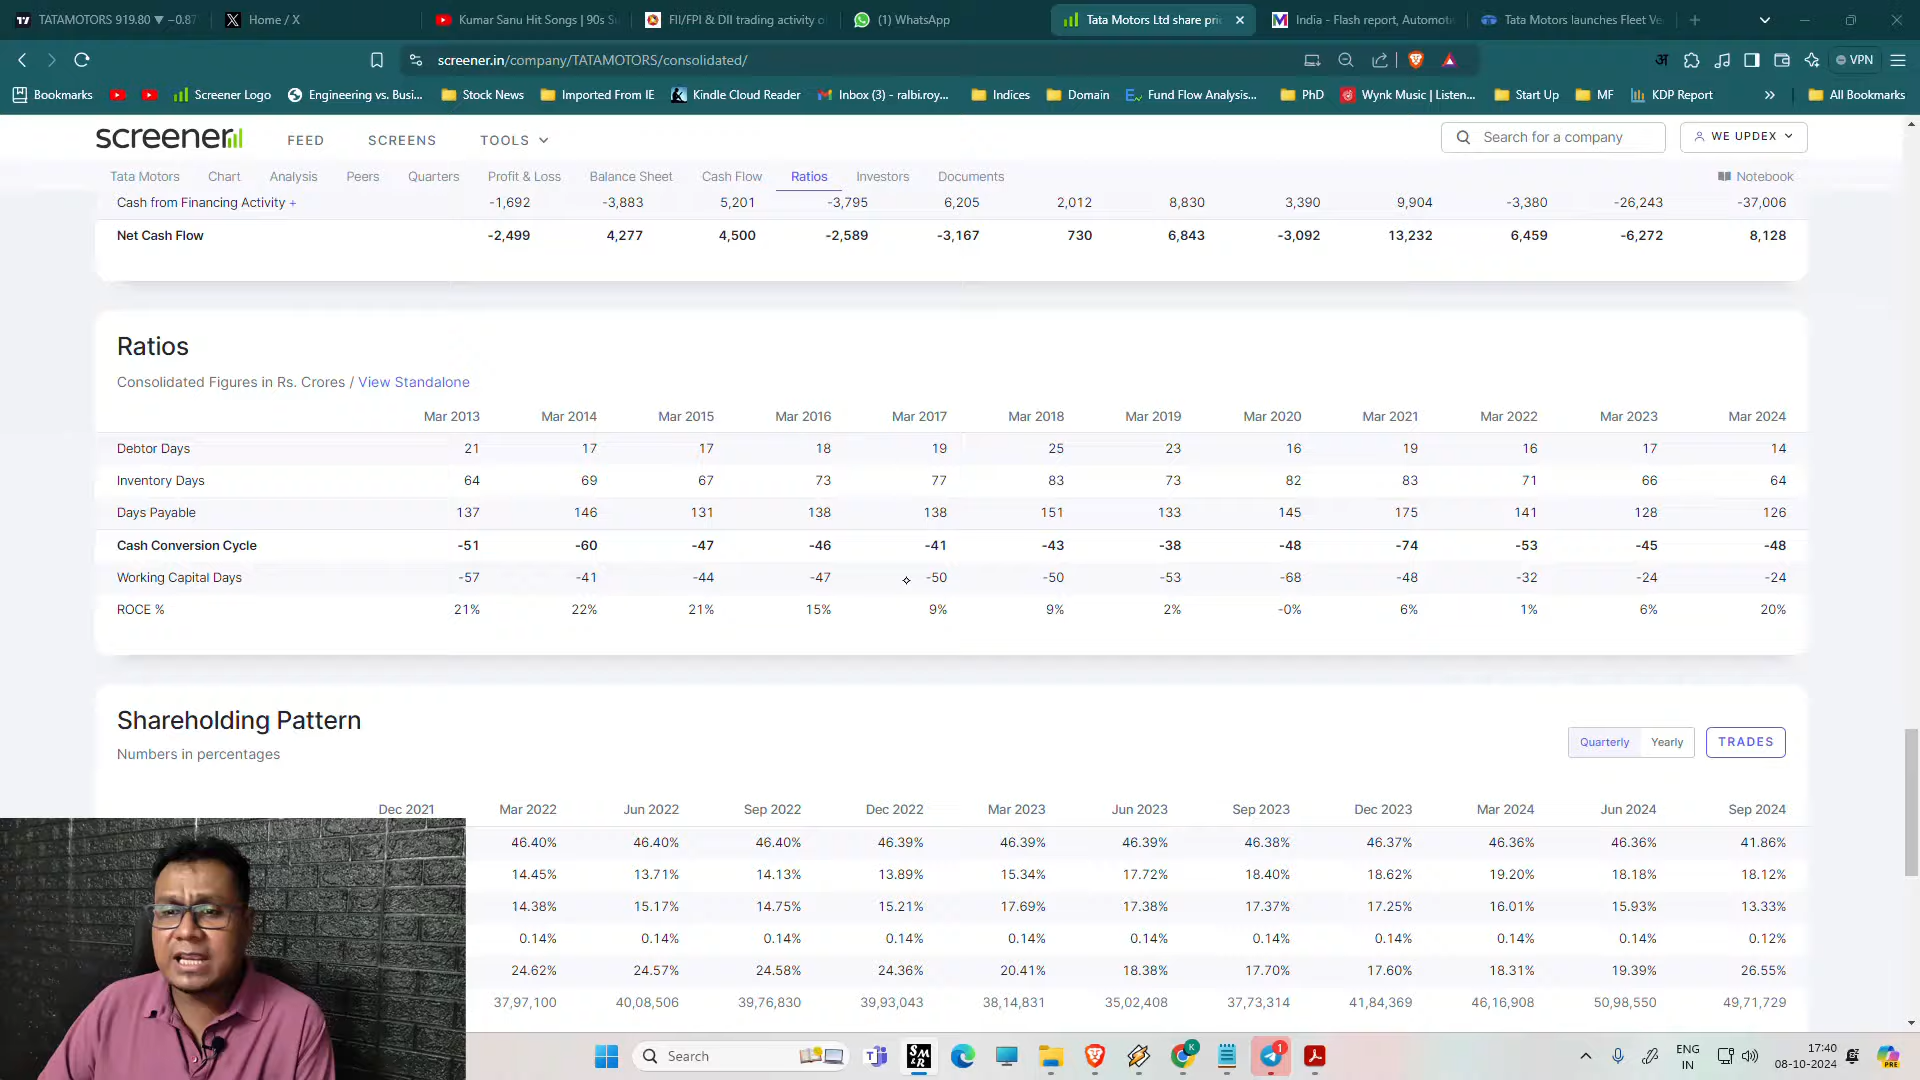 TATAMOTORS 919.80 ▼ −0.87
Home / X
Kumar Sanu Hit Songs | 90s Su
FII/FPI & DII trading activity o
(1) WhatsApp
Tata Motors Ltd share pri
India - Flash report, Automoti
Tata Motors launches Fleet Ve
screener.in/company/TATAMOTORS/consolidated/
VPN
Bookmarks
Screener Logo
Engineering vs. Busi...
Stock News
Imported From IE
Kindle Cloud Reader
Inbox (3) - ralbi.roy...
Indices
Domain
Fund Flow Analysis...
PhD
Wynk Music | Listen...
Start Up
MF
KDP Report
All Bookmarks
screener
FEED
SCREENS
TOOLS
Search for a company
WE UPDEX
Tata Motors Chart Analysis Peers Quarters Profit & Loss Balance Sheet Cash Flow Ratios Investors Documents Notebook
Cash from Financing Activity + -1,692 -3,883 5,201 -3,795 6,205 2,012 8,830 3,390 9,904 -3,380 -26,243 -37,006
Net Cash Flow -2,499 4,277 4,500 -2,589 -3,167 730 6,843 -3,092 13,232 6,459 -6,272 8,128
Ratios
Consolidated Figures in Rs. Crores / View Standalone
Mar 2013 Mar 2014 Mar 2015 Mar 2016 Mar 2017 Mar 2018 Mar 2019 Mar 2020 Mar 2021 Mar 2022 Mar 2023 Mar 2024
Debtor Days 21 17 17 18 19 25 23 16 19 16 17 14
Inventory Days 64 69 67 73 77 83 73 82 83 71 66 64
Days Payable 137 146 131 138 138 151 133 145 175 141 128 126
Cash Conversion Cycle -51 -60 -47 -46 -41 -43 -38 -48 -74 -53 -45 -48
Working Capital Days -57 -41 -44 -47 -50 -50 -53 -68 -48 -32 -24 -24
ROCE % 21% 22% 21% 15% 9% 9% 2% -0% 6% 1% 6% 20%
Shareholding Pattern
Numbers in percentages
Quarterly Yearly TRADES
Dec 2021 Mar 2022 Jun 2022 Sep 2022 Dec 2022 Mar 2023 Jun 2023 Sep 2023 Dec 2023 Mar 2024 Jun 2024 Sep 2024
46.40% 46.40% 46.40% 46.39% 46.39% 46.39% 46.38% 46.37% 46.36% 46.36% 41.86%
14.45% 13.71% 14.13% 13.89% 15.34% 17.72% 18.40% 18.62% 19.20% 18.18% 18.12%
14.38% 15.17% 14.75% 15.21% 17.69% 17.38% 17.37% 17.25% 16.01% 15.93% 13.33%
0.14% 0.14% 0.14% 0.14% 0.14% 0.14% 0.14% 0.14% 0.14% 0.14% 0.12%
24.62% 24.57% 24.58% 24.36% 20.41% 18.38% 17.70% 17.60% 18.31% 19.39% 26.55%
37,97,100 40,08,506 39,76,830 39,93,043 38,14,831 35,02,408 37,73,314 41,84,369 46,16,908 50,98,550 49,71,729
Search
ENG
IN
17:40
08-10-2024